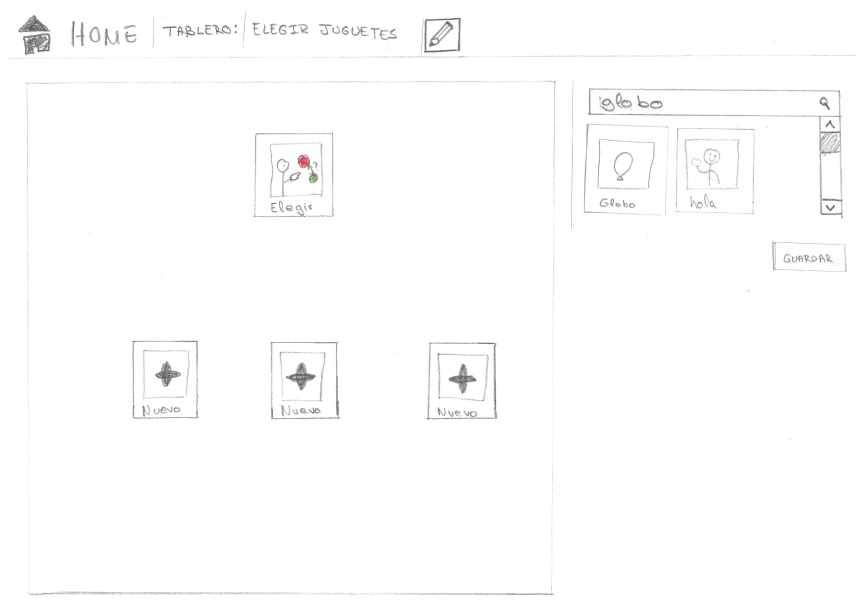 HOME TABLERO: ELEGIR JUGUETES
globo
Elegir
Globo
hola
GUARDAR
Nuevo
Nuevo
Nuevo